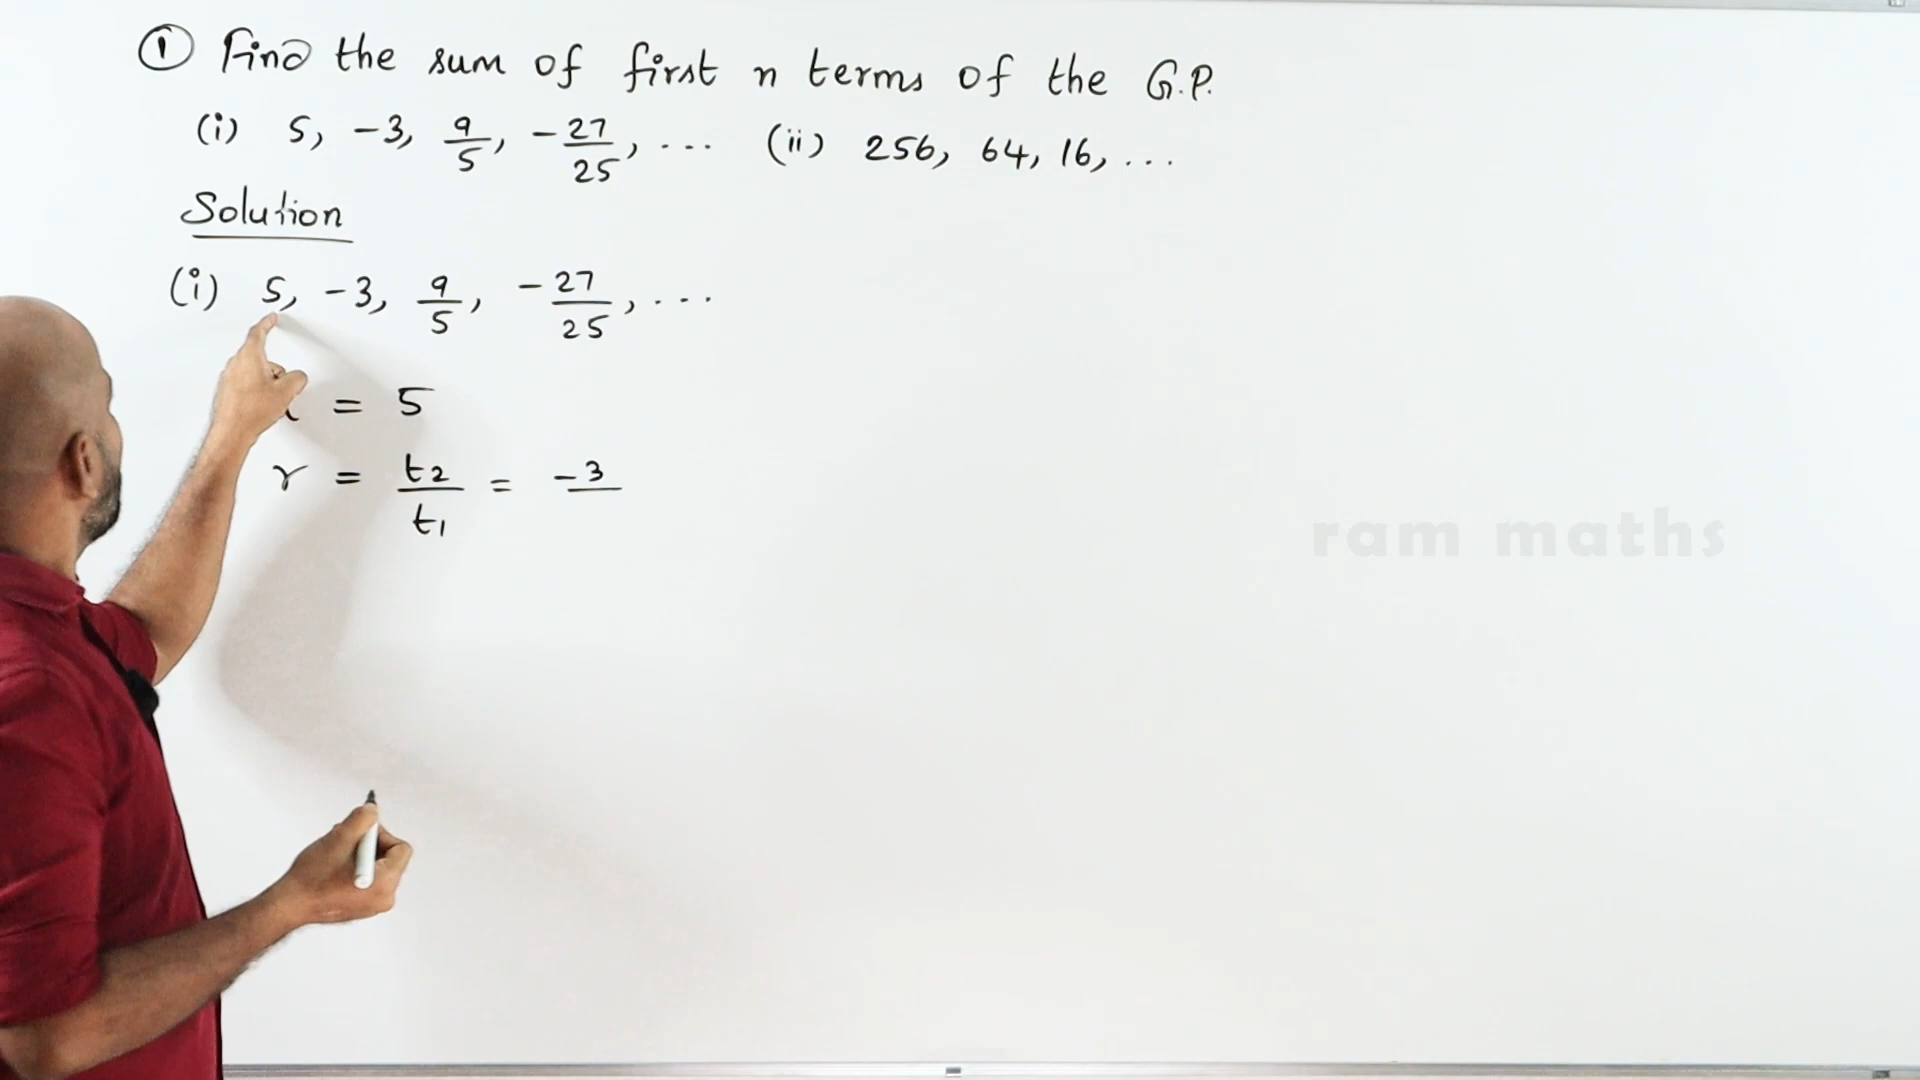 ① Find the sum of first n terms of the G.P.
(i) 5, -3, 9/5, -27/25, ... (ii) 256, 64, 16, ...
Solution
(i) 5, -3, 9/5, -27/25, ...
= 5
r = t2/t1 = -3
ram maths